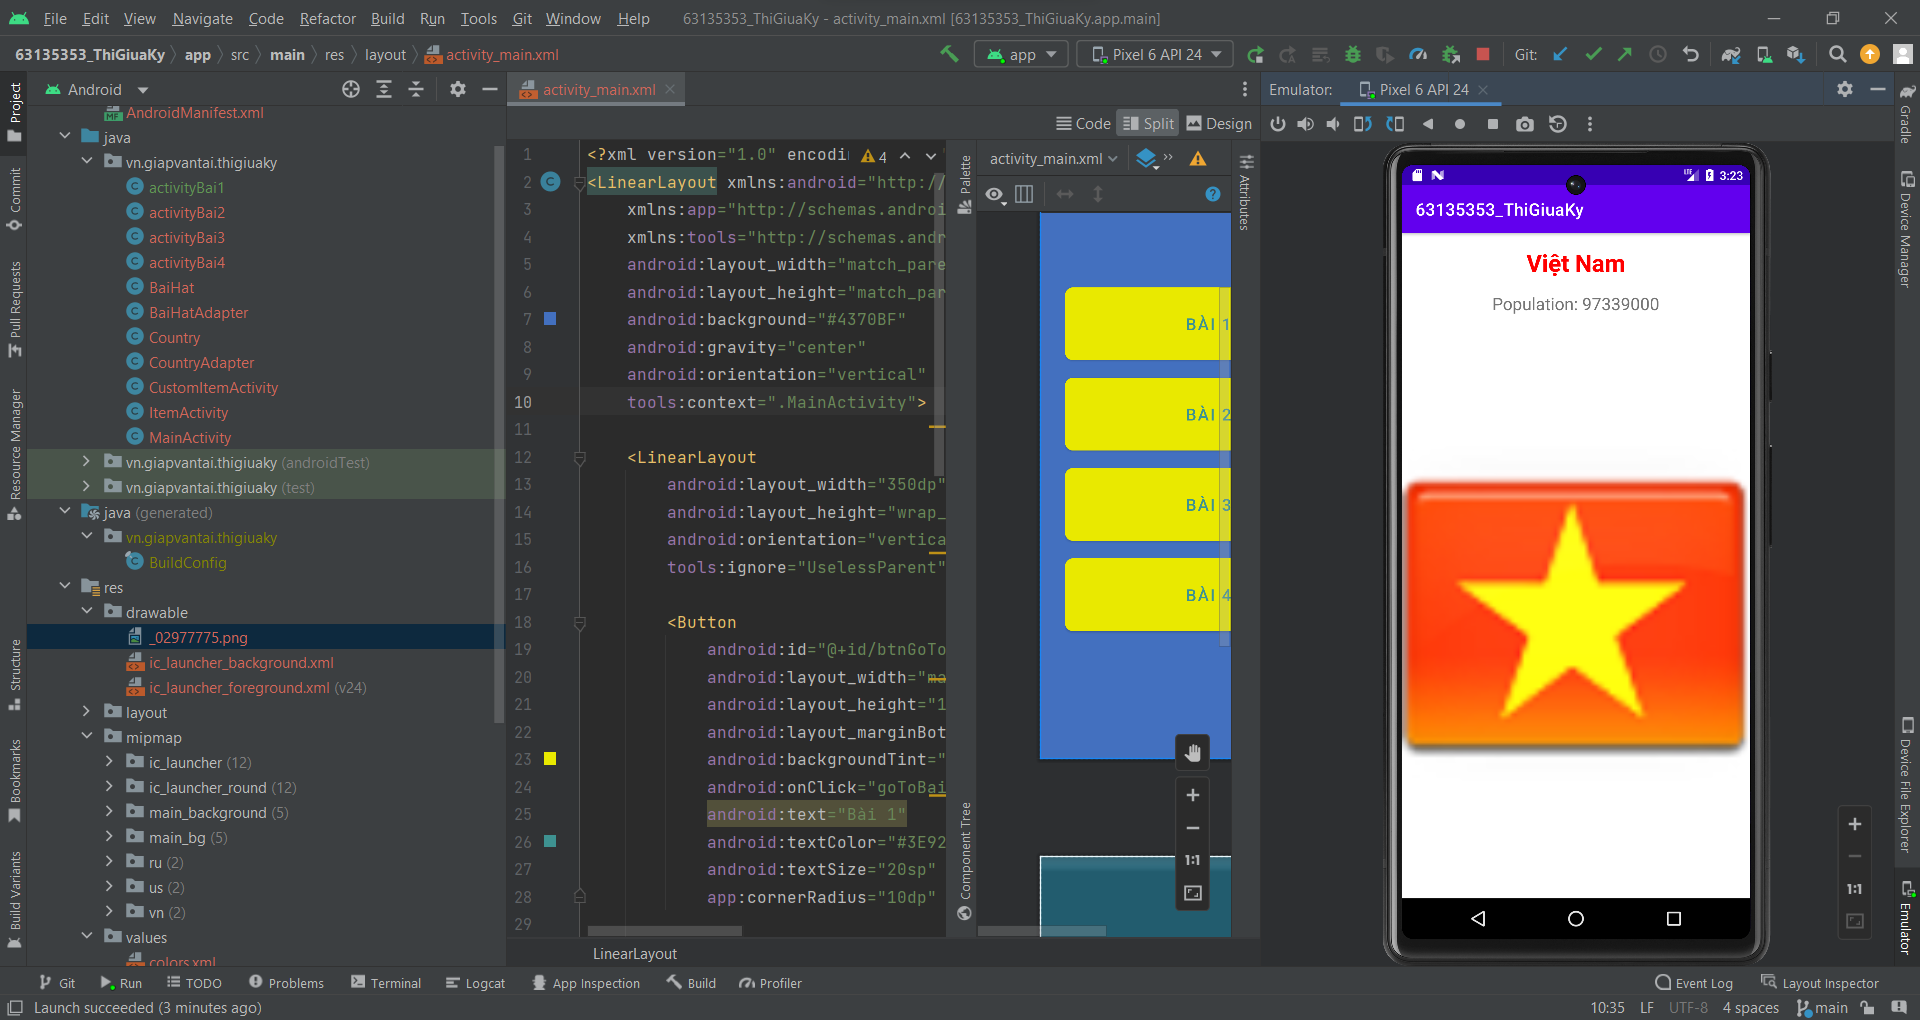 File Edit View Navigate Code Refactor Build Run Tools Git Window Help 63135353_ThiGiuaKy - activity_main.xml [63135353_ThiGiuaKy.app.main]
63135353_ThiGiuaKy app src main res layout activity_main.xml app Pixel 6 API 24 Git:
Android
activity_main.xml
Emulator: Pixel 6 API 24
Code Split Design
Project
Commit
Pull Requests
Resource Manager
Structure
Bookmarks
Build Variants
AndroidManifest.xml
java
vn.giapvantai.thigiuaky
activityBai1
activityBai2
activityBai3
activityBai4
BaiHat
BaiHatAdapter
Country
CountryAdapter
CustomItemActivity
ItemActivity
MainActivity
vn.giapvantai.thigiuaky (androidTest)
vn.giapvantai.thigiuaky (test)
java (generated)
vn.giapvantai.thigiuaky
BuildConfig
res
drawable
_02977775.png
ic_launcher_background.xml
ic_launcher_foreground.xml (v24)
layout
mipmap
ic_launcher (12)
ic_launcher_round (12)
main_background (5)
main_bg (5)
ru (2)
us (2)
vn (2)
values
colors.xml
1 <?xml version="1.0" encodi 4
2 <LinearLayout xmlns:android="http:/
3 xmlns:app="http://schemas.androi
4 xmlns:tools="http://schemas.andr
5 android:layout_width="match_pare
6 android:layout_height="match_par
7 android:background="#4370BF"
8 android:gravity="center"
9 android:orientation="vertical"
10 tools:context=".MainActivity">
11
12 <LinearLayout
13 android:layout_width="350dp"
14 android:layout_height="wrap_
15 android:orientation="vertica
16 tools:ignore="UselessParent"
17
18 <Button
19 android:id="@+id/btnGoTo
20 android:layout_width="ma
21 android:layout_height="1
22 android:layout_marginBot
23 android:backgroundTint="
24 android:onClick="goToBai
25 android:text="Bài 1"
26 android:textColor="#3E92
27 android:textSize="20sp"
28 app:cornerRadius="10dp"
29
LinearLayout
Palette
Component Tree
activity_main.xml
Attributes
BÀI 1
BÀI 2
BÀI 3
BÀI 4
1:1
LTE 3:23
63135353_ThiGiuaKy
Việt Nam
Population: 97339000
1:1
Gradle
Device Manager
Device File Explorer
Emulator
Git Run TODO Problems Terminal Logcat App Inspection Build Profiler Event Log Layout Inspector
Launch succeeded (3 minutes ago) 10:35 LF UTF-8 4 spaces main